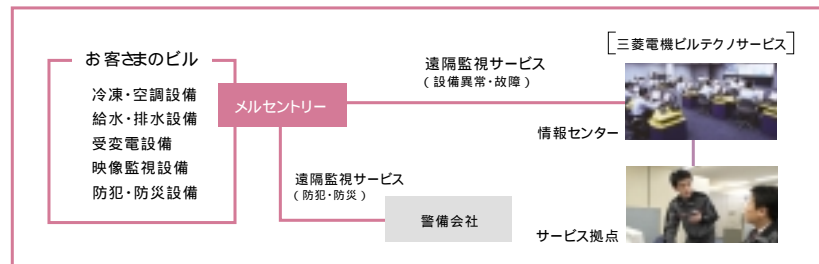 お客さまのビル
冷凍・空調設備
給水・排水設備
受変電設備
映像監視設備
防犯・防災設備
メルセントリー
遠隔監視サービス
(設備異常・故障)
[三菱電機ビルテクノサービス]
情報センター
遠隔監視サービス
(防犯・防災)
警備会社
サービス拠点